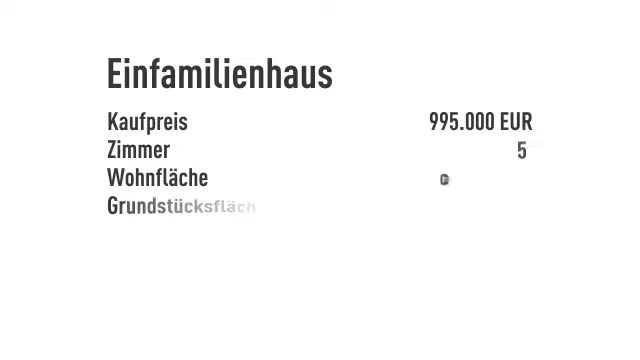 Einfamilienhaus
Kaufpreis 995.000 EUR
Zimmer 5
Wohnfläche
Grundstücksfläch